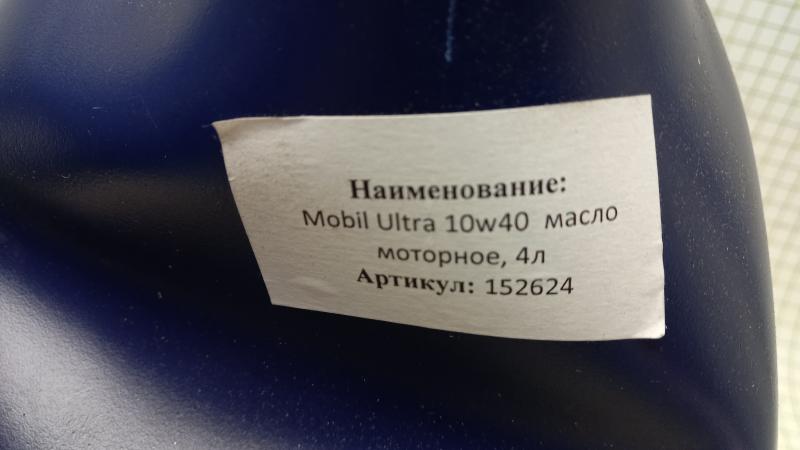 Наименование:
Mobil Ultra 10w40 масло
моторное, 4л
Артикул: 152624